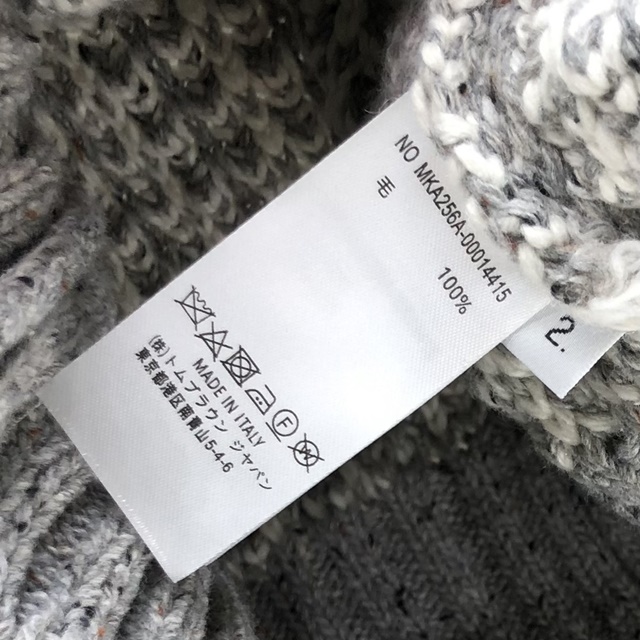 NO MKA256A-00014415
毛 100%
MADE IN ITALY
(株)トムブラウン ジャパン
東京都港区南青山5-4-6
2.